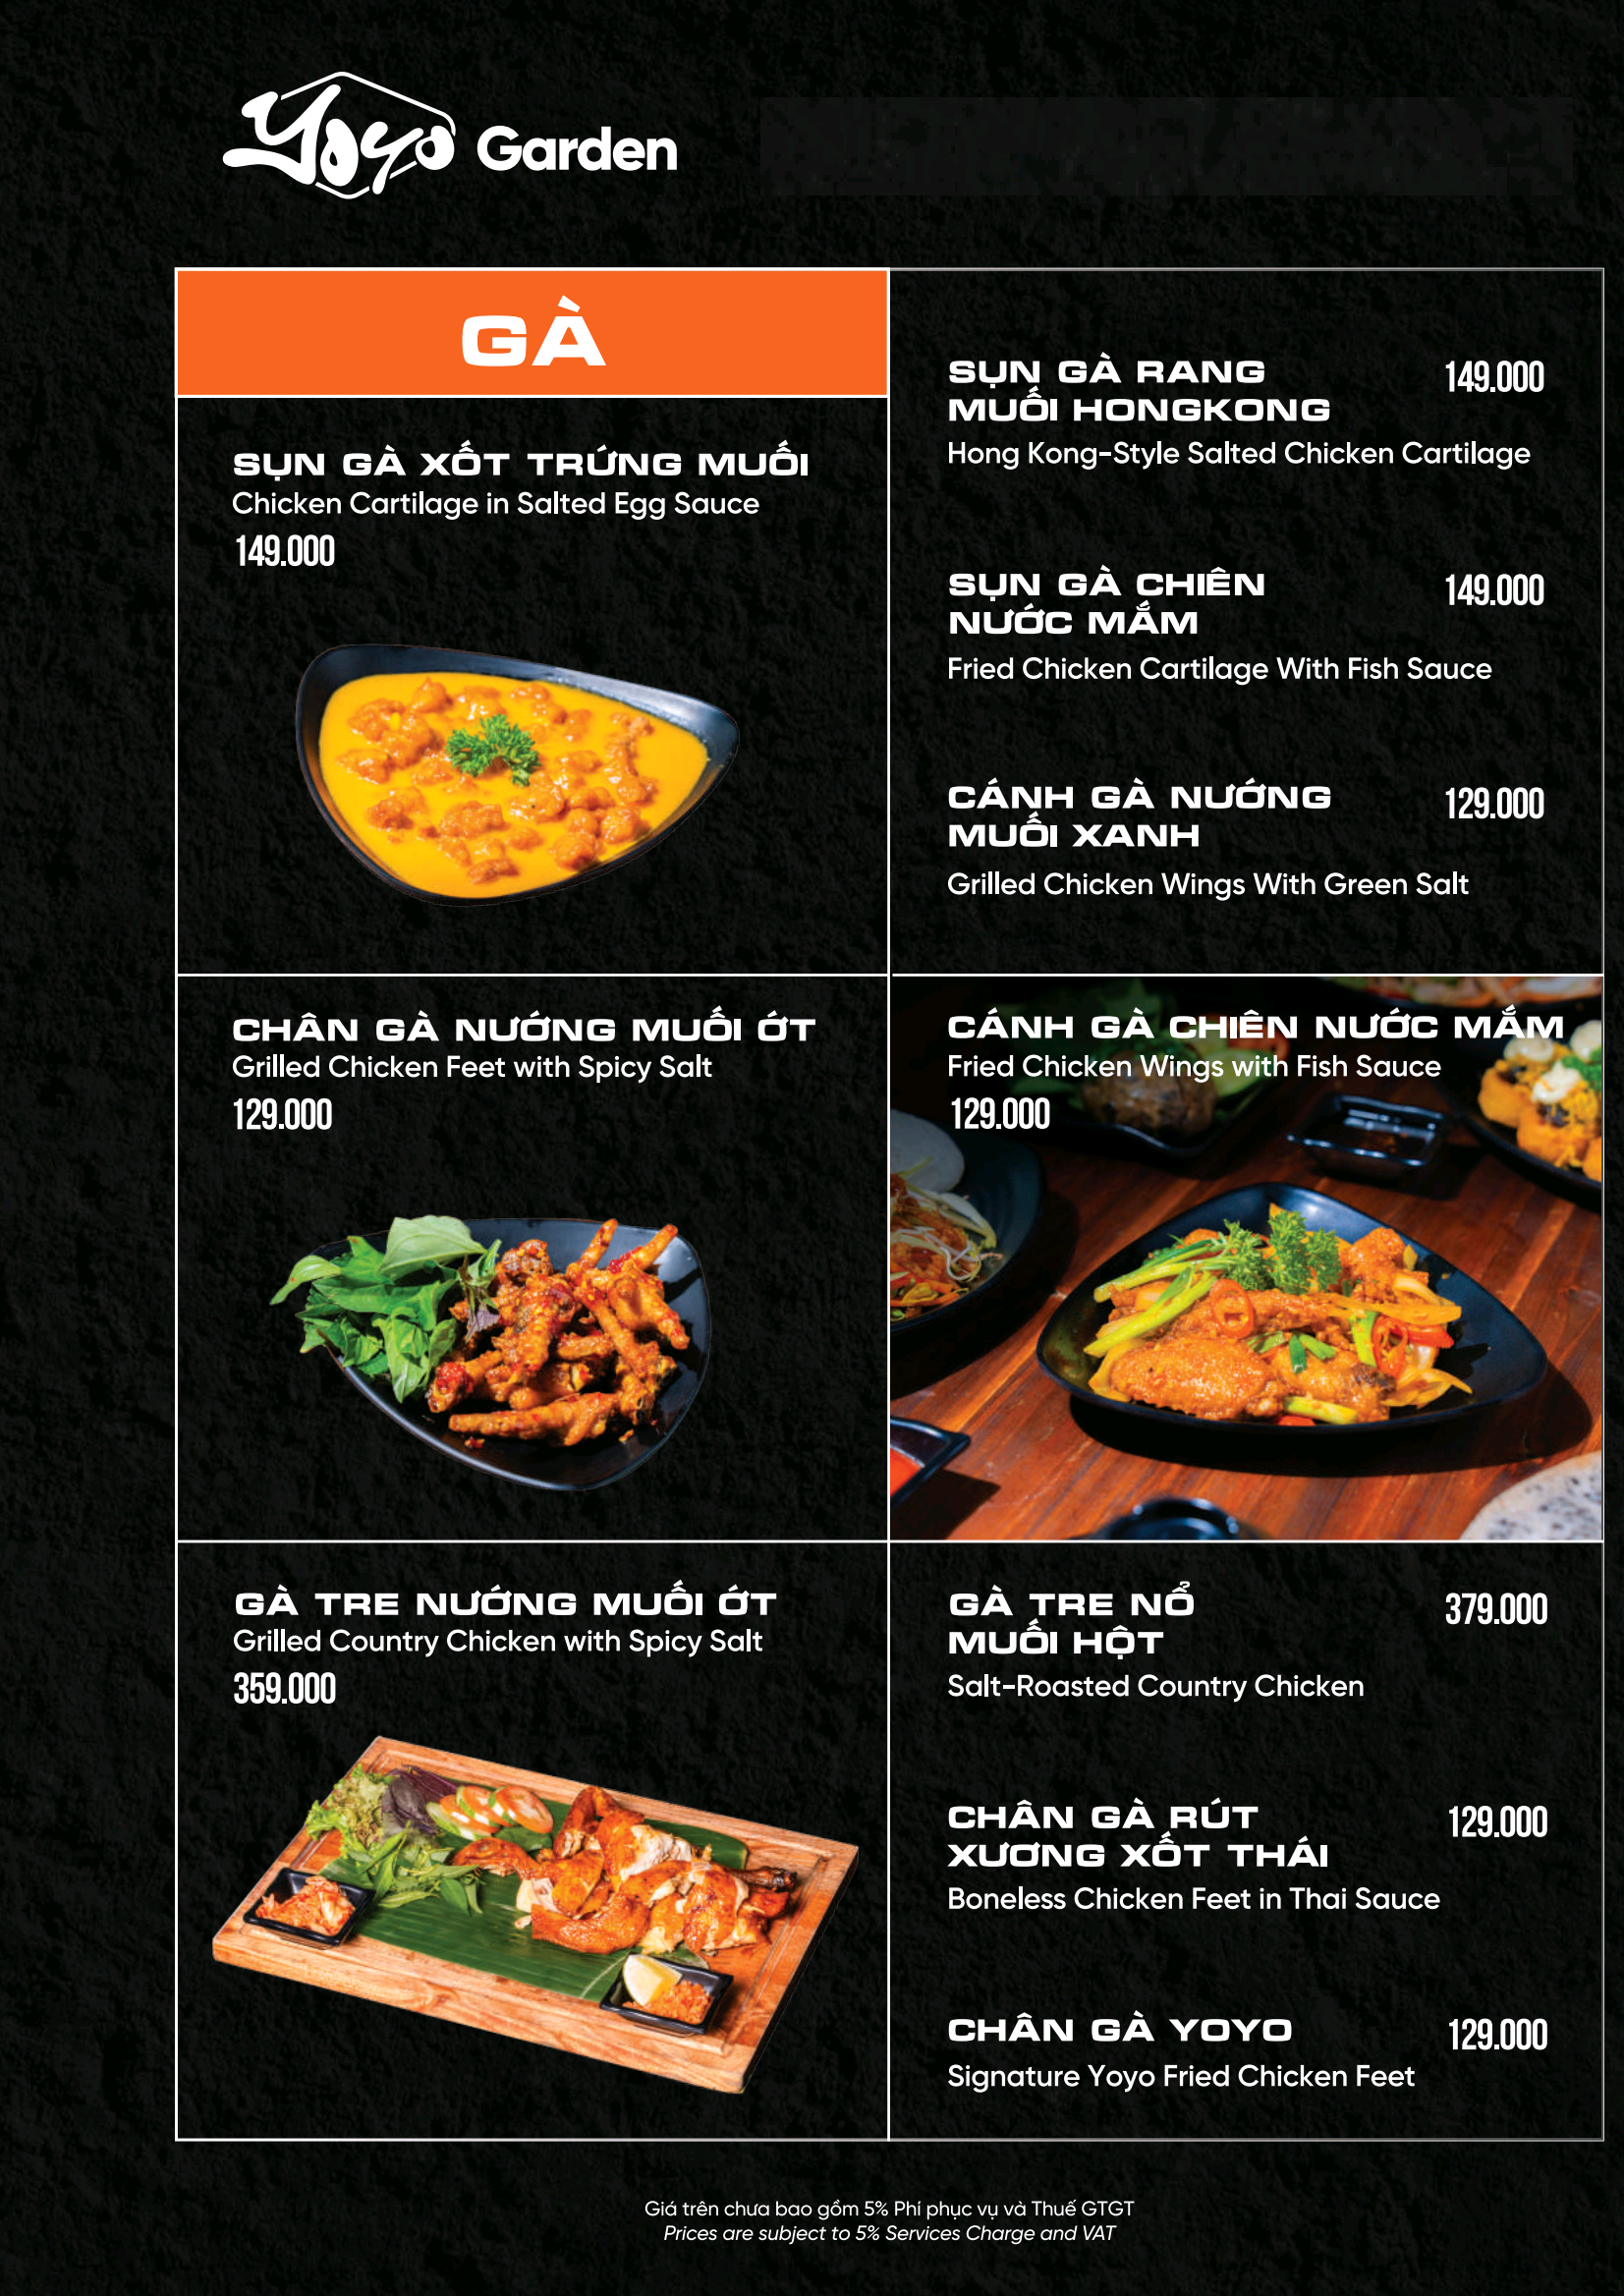 Yoyo Garden
GÀ
SỤN GÀ XỐT TRỨNG MUỐI
Chicken Cartilage in Salted Egg Sauce
149.000
SỤN GÀ RANG
MUỐI HONGKONG
149.000
Hong Kong-Style Salted Chicken Cartilage
SỤN GÀ CHIÊN
NƯỚC MẮM
149.000
Fried Chicken Cartilage With Fish Sauce
CÁNH GÀ NƯỚNG
MUỐI XANH
129.000
Grilled Chicken Wings With Green Salt
CHÂN GÀ NƯỚNG MUỐI ỚT
Grilled Chicken Feet with Spicy Salt
129.000
CÁNH GÀ CHIÊN NƯỚC MẮM
Fried Chicken Wings with Fish Sauce
129.000
GÀ TRE NƯỚNG MUỐI ỚT
Grilled Country Chicken with Spicy Salt
359.000
GÀ TRE NỔ
MUỐI HỘT
379.000
Salt-Roasted Country Chicken
CHÂN GÀ RÚT
XƯƠNG XỐT THÁI
129.000
Boneless Chicken Feet in Thai Sauce
CHÂN GÀ YOYO
129.000
Signature Yoyo Fried Chicken Feet
Giá trên chưa bao gồm 5% Phí phục vụ và Thuế GTGT
Prices are subject to 5% Services Charge and VAT